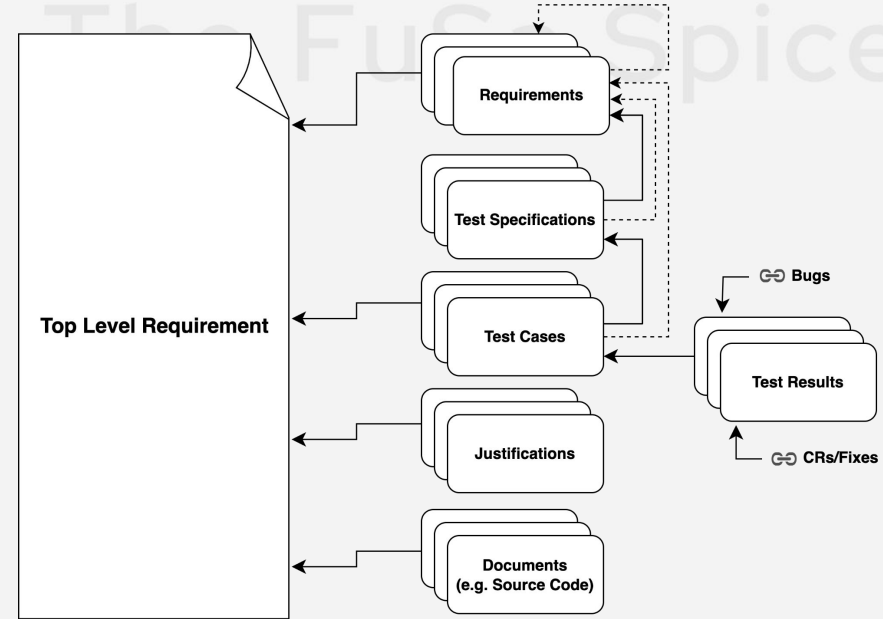 The FuSa Spice
Requirements
Test Specifications
Top Level Requirement
Test Cases
Bugs
Test Results
CRs/Fixes
Justifications
Documents
(e.g. Source Code)